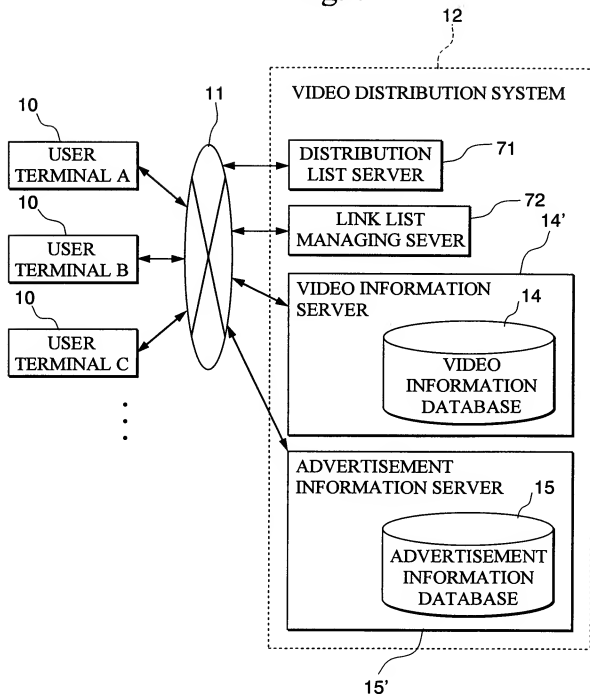 12
VIDEO DISTRIBUTION SYSTEM
10
USER
TERMINAL A
10
USER
TERMINAL B
10
USER
TERMINAL C
11
DISTRIBUTION
LIST SERVER
71
LINK LIST
MANAGING SEVER
72
14'
VIDEO INFORMATION
SERVER
14
VIDEO
INFORMATION
DATABASE
ADVERTISEMENT
INFORMATION SERVER
15
ADVERTISEMENT
INFORMATION
DATABASE
15'